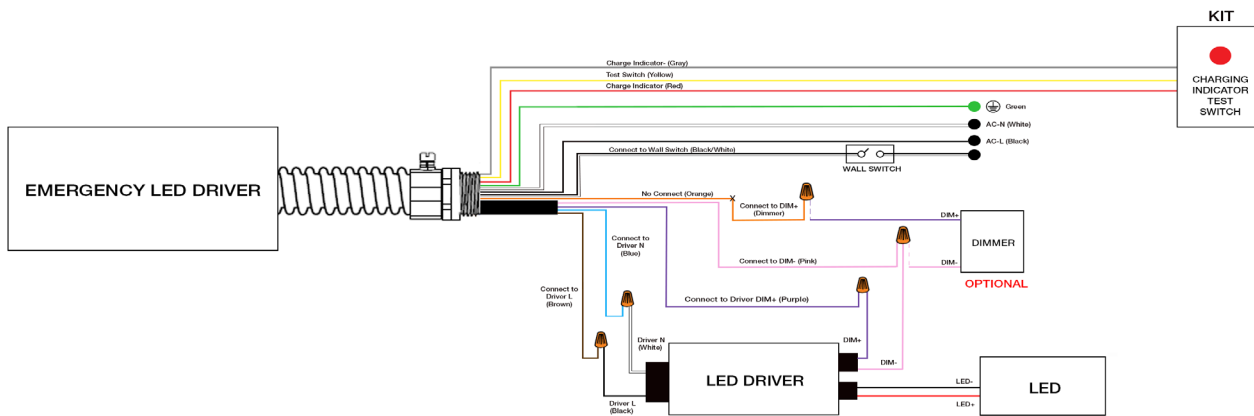 KIT
Charge Indicator- (Gray)
Test Switch (Yellow)
Charge Indicator (Red)
CHARGING
INDICATOR
TEST
SWITCH
Green
AC-N (White)
AC-L (Black)
Connect to Wall Switch (Black/White)
WALL SWITCH
EMERGENCY LED DRIVER
No Connect (Orange)
x
Connect to DIM+
(Dimmer)
DIM+
DIMMER
DIM-
OPTIONAL
Connect to DIM- (Pink)
Connect to
Driver N
(Blue)
Connect to
Driver L
(Brown)
Connect to Driver DIM+ (Purple)
Driver N
(White)
DIM+
DIM-
LED DRIVER
Driver L
(Black)
LED-
LED+
LED